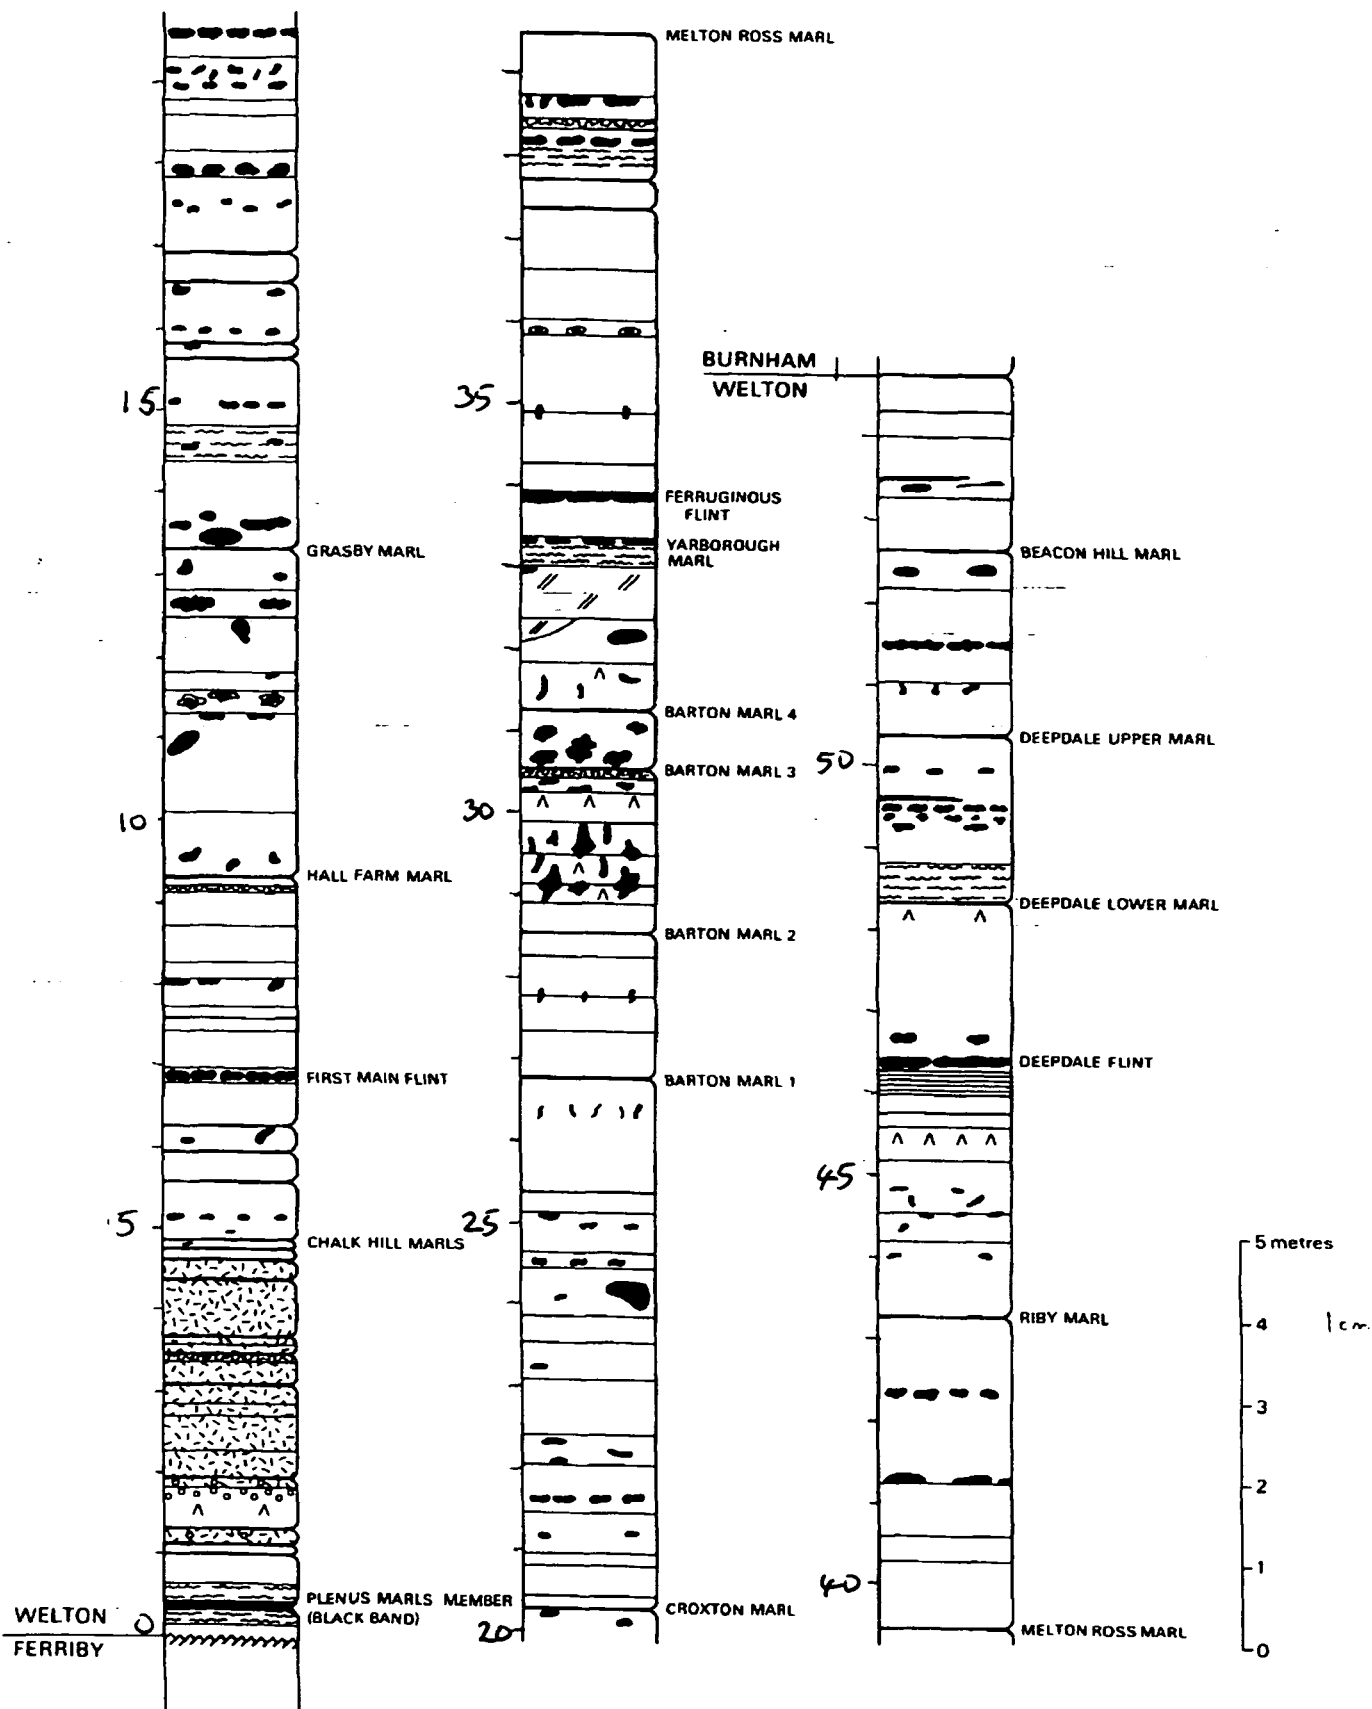 15
GRASBY MARL
10
HALL FARM MARL
FIRST MAIN FLINT
5
CHALK HILL MARLS
PLENUS MARLS MEMBER
(BLACK BAND)
WELTON
0
FERRIBY
MELTON ROSS MARL
35
FERRUGINOUS
FLINT
YARBOROUGH
MARL
BARTON MARL 4
BARTON MARL 3
30
BARTON MARL 2
BARTON MARL 1
25
CROXTON MARL
20
BURNHAM
WELTON
BEACON HILL MARL
DEEPDALE UPPER MARL
50
DEEPDALE LOWER MARL
DEEPDALE FLINT
45
RIBY MARL
40
MELTON ROSS MARL
5 metres
4
1 cm
3
2
1
0